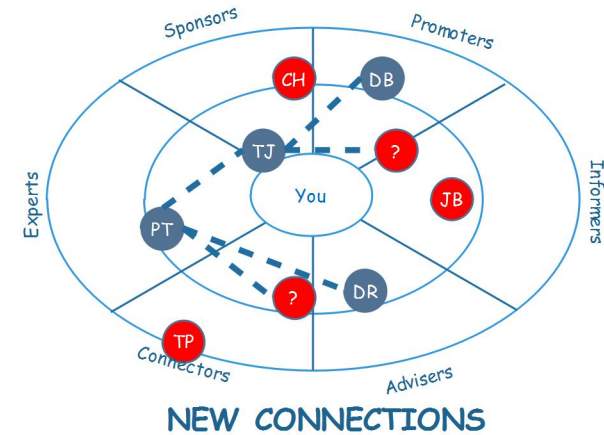 Sponsors
Promoters
CH
DB
TJ
?
Experts
You
JB
Informers
PT
?
DR
TP
Connectors
Advisers
NEW CONNECTIONS